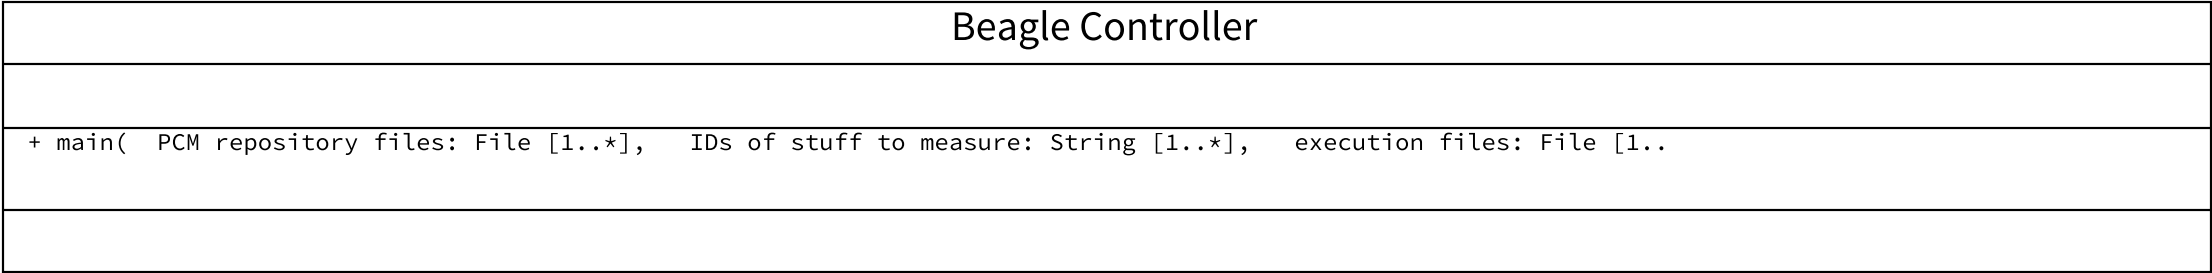 Beagle Controller
+ main(  PCM repository files: File [1..*],   IDs of stuff to measure: String [1..*],   execution files: File [1..